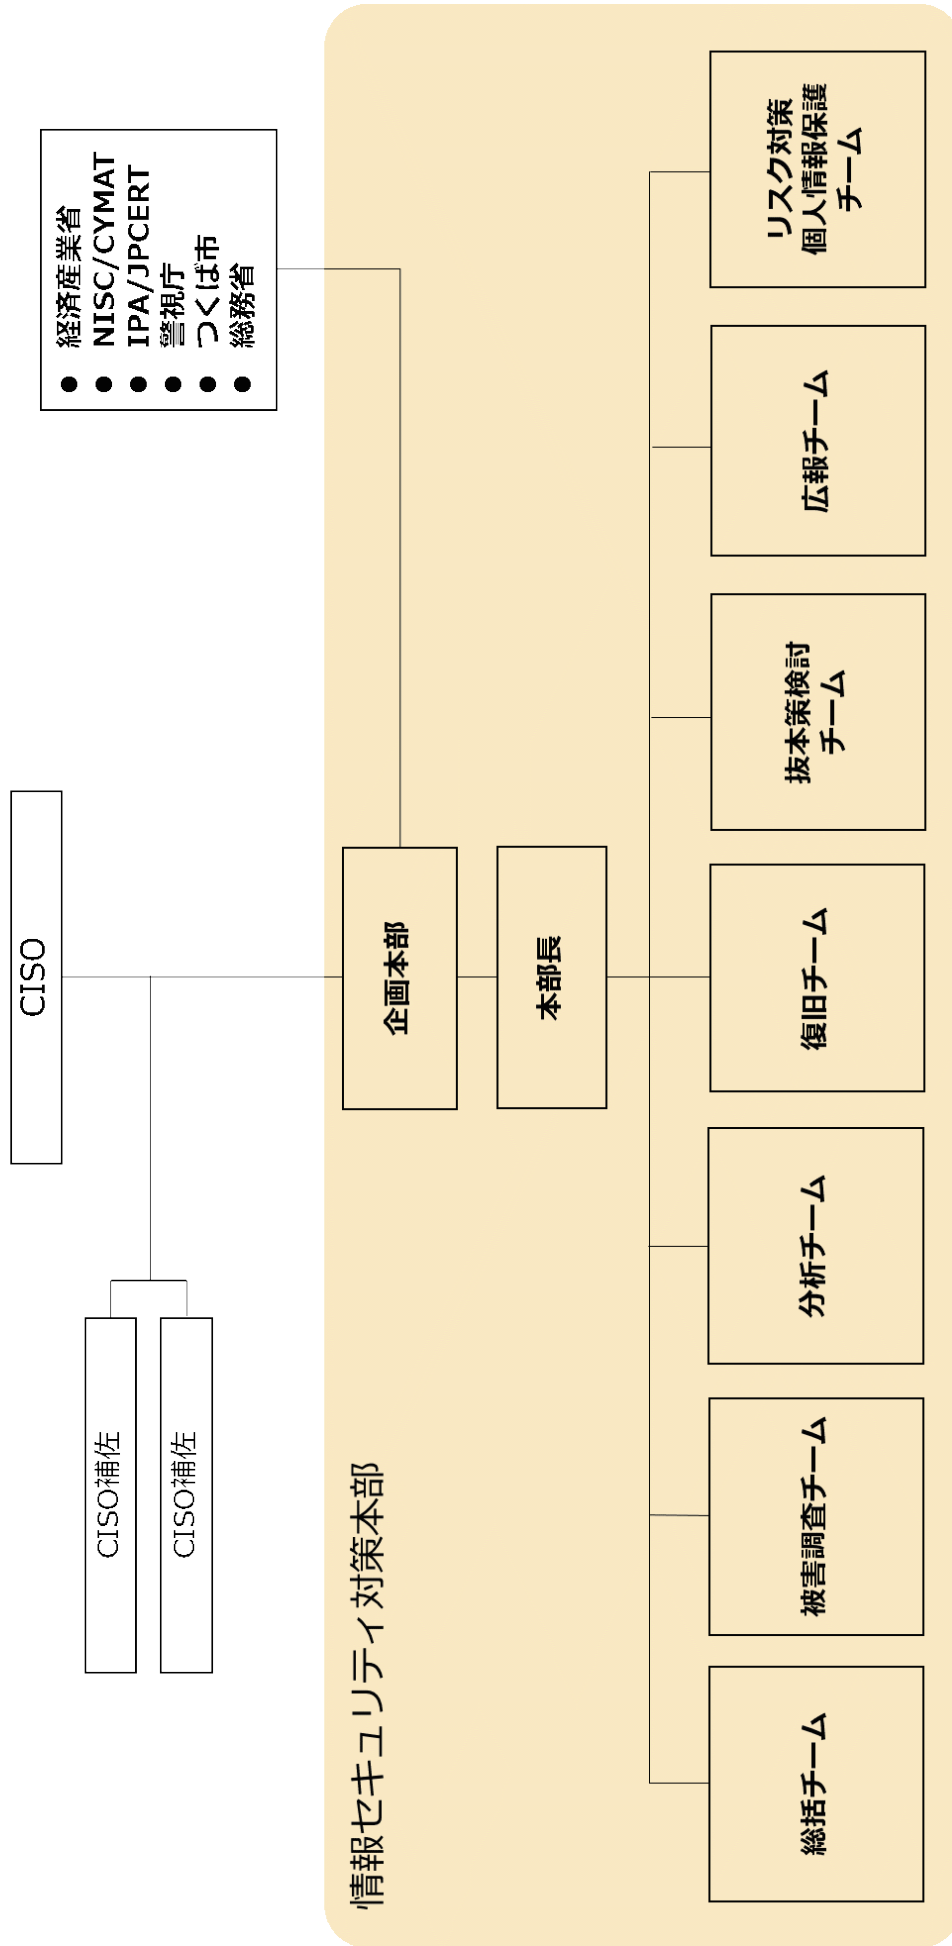 CISO
CISO補佐
CISO補佐
● 経済産業省
● NISC/CYMAT
● IPA/JPCERT
● 警視庁
● つくば市
● 総務省
情報セキュリティ対策本部
企画本部
本部長
総括チーム
被害調査チーム
分析チーム
復旧チーム
抜本策検討
チーム
広報チーム
リスク対策
個人情報保護
チーム